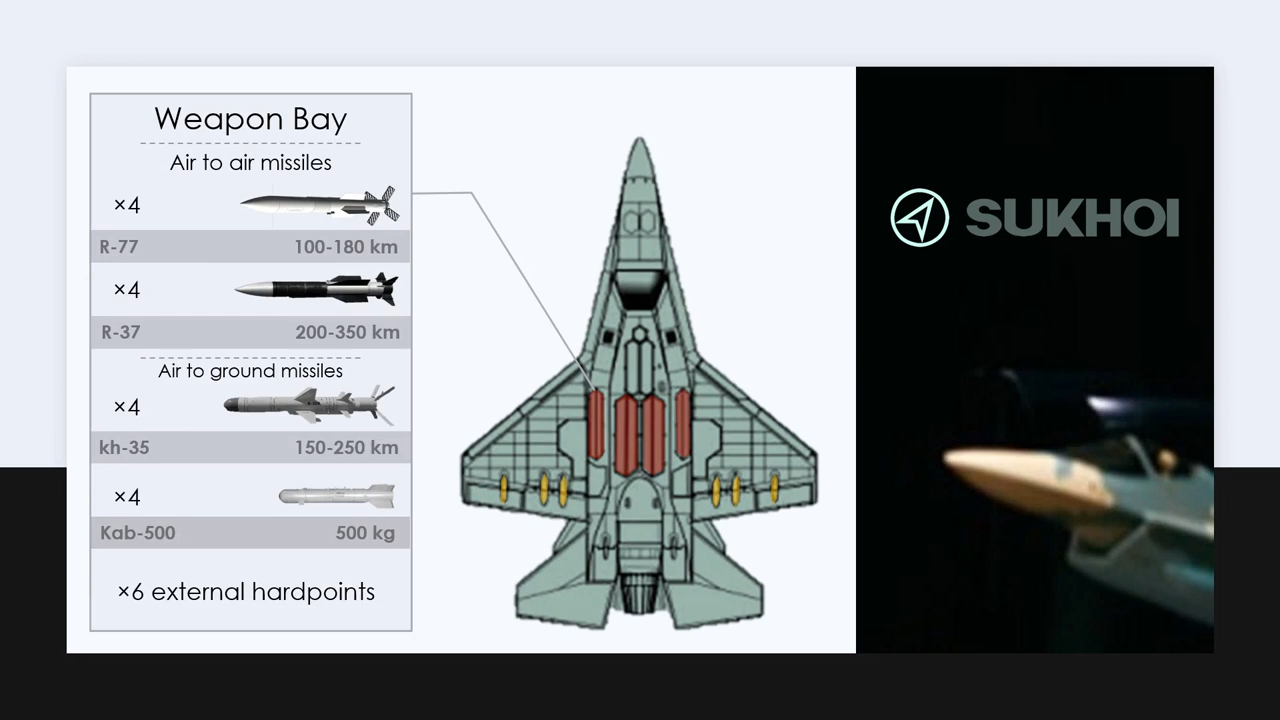 Weapon Bay
Air to air missiles
×4
R-77 100-180 km
×4
R-37 200-350 km
Air to ground missiles
×4
kh-35 150-250 km
×4
Kab-500 500 kg
×6 external hardpoints
SUKHOI